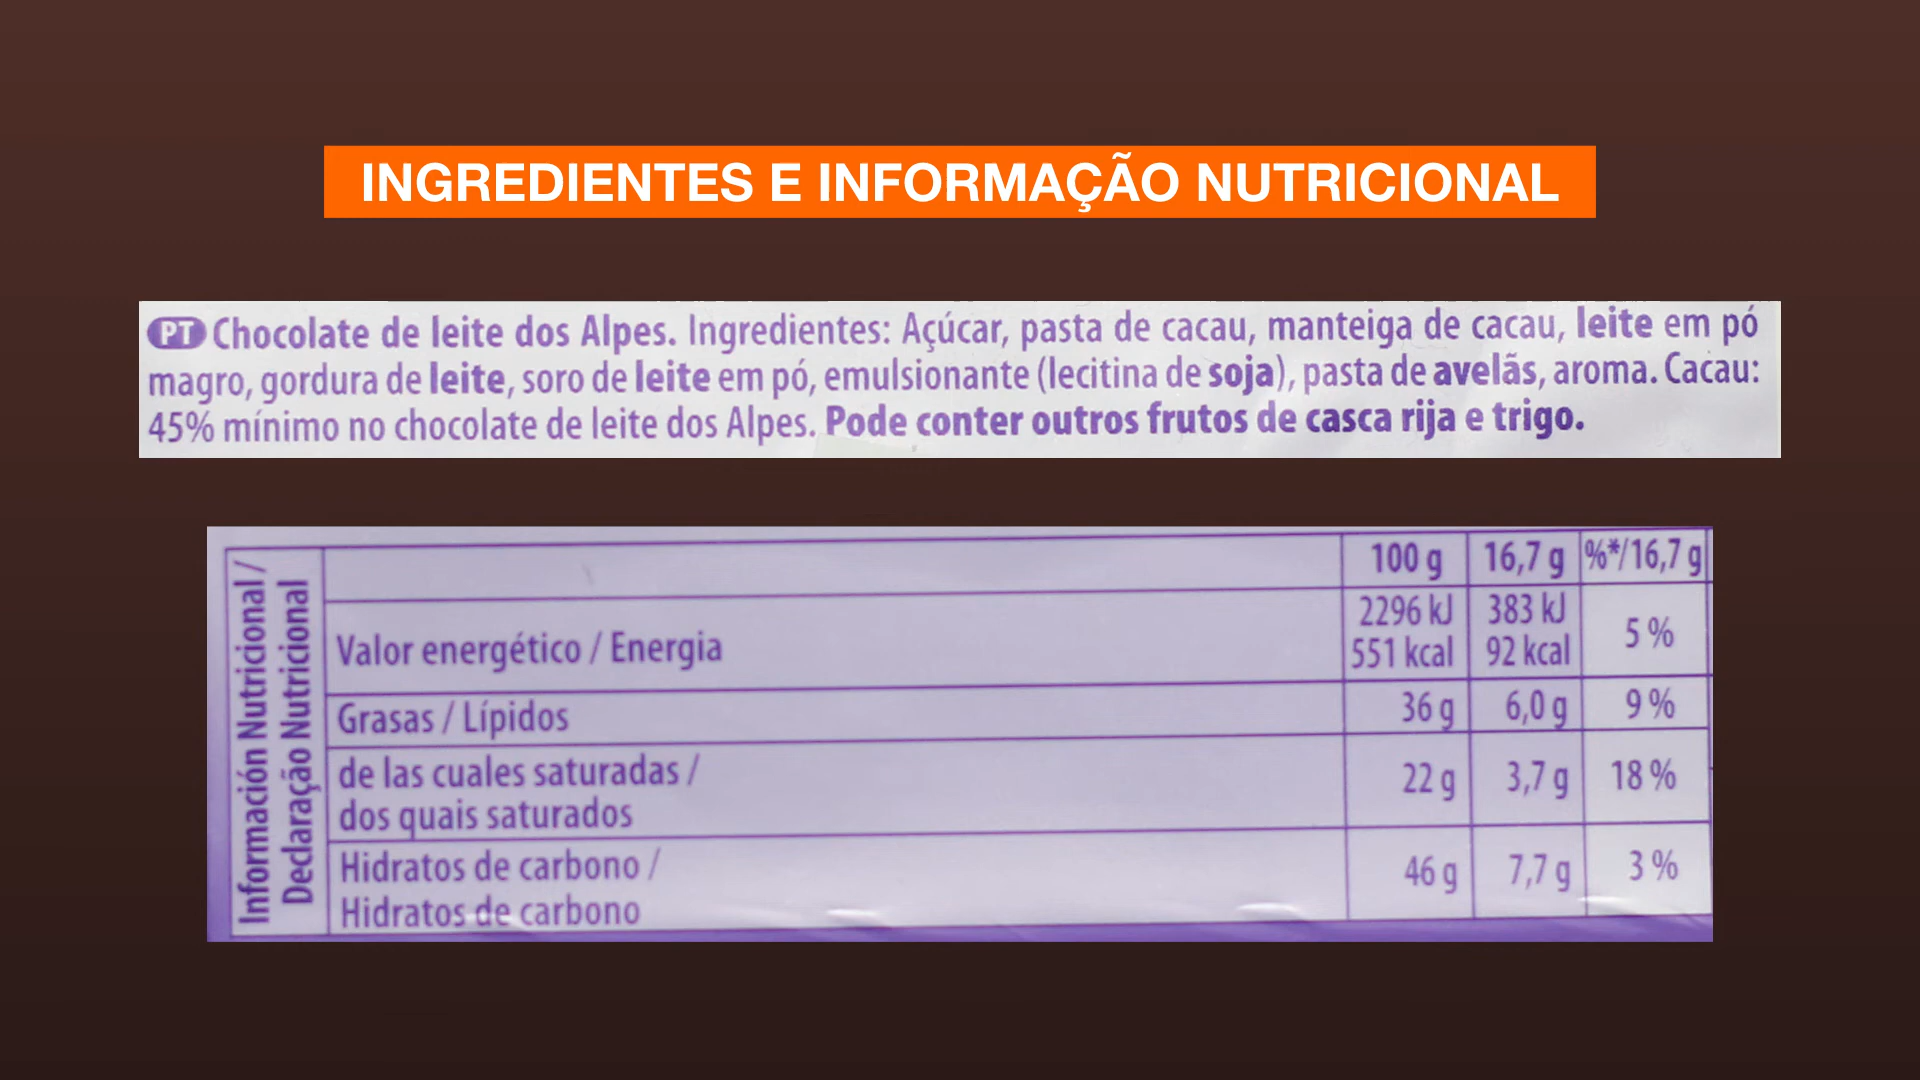 INGREDIENTES E INFORMAÇÃO NUTRICIONAL
PT Chocolate de leite dos Alpes. Ingredientes: Açúcar, pasta de cacau, manteiga de cacau, leite em pó
magro, gordura de leite, soro de leite em pó, emulsionante (lecitina de soja), pasta de avelãs, aroma. Cacau:
45% mínimo no chocolate de leite dos Alpes. Pode conter outros frutos de casca rija e trigo.
Información Nutricional /
Declaração Nutricional
100 g 16,7 g %*/16,7 g
Valor energético / Energia 2296 kJ 383 kJ 5 %
551 kcal 92 kcal
Grasas / Lípidos 36 g 6,0 g 9 %
de las cuales saturadas / 22 g 3,7 g 18 %
dos quais saturados
Hidratos de carbono / 46 g 7,7 g 3 %
Hidratos de carbono